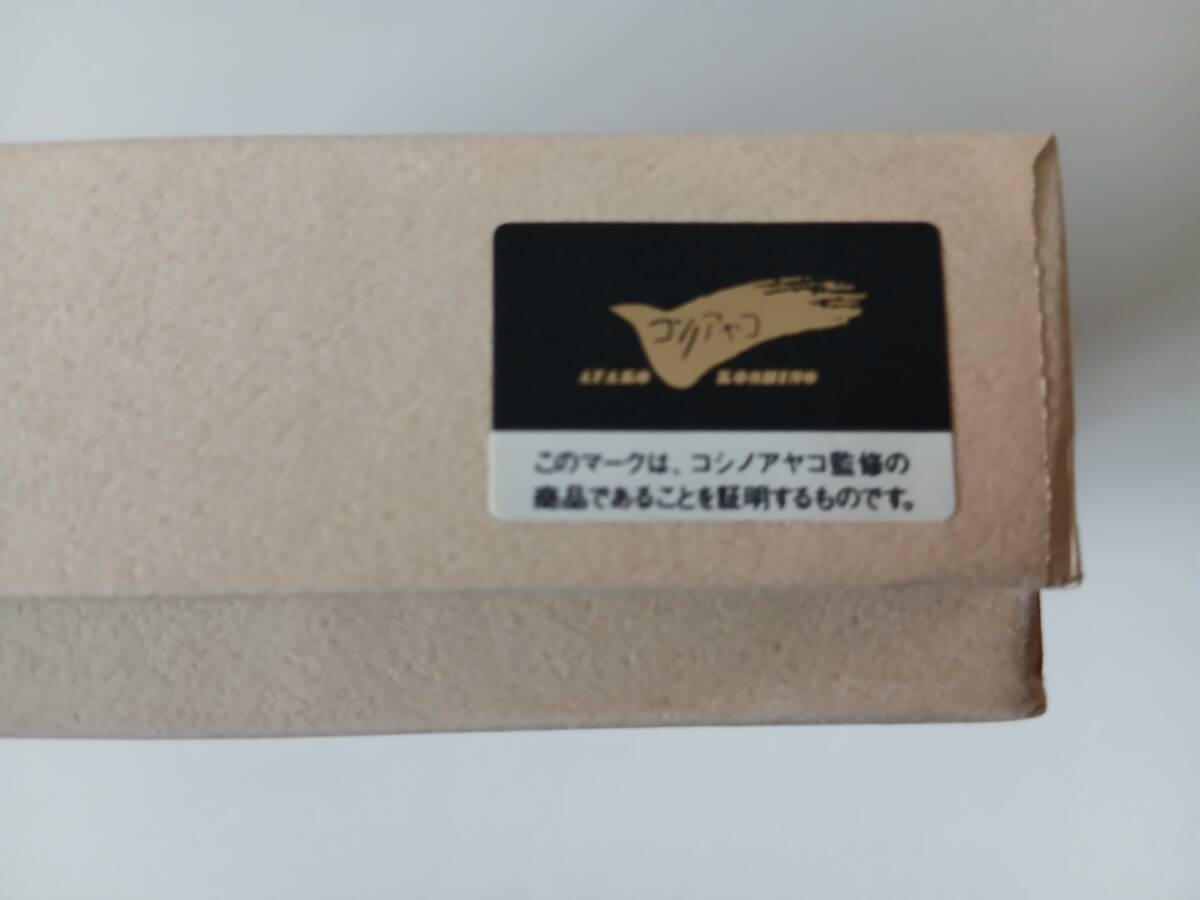 コシノアヤコ
AYAKO KOSHINO
このマークは、コシノアヤコ監修の
商品であることを証明するものです。